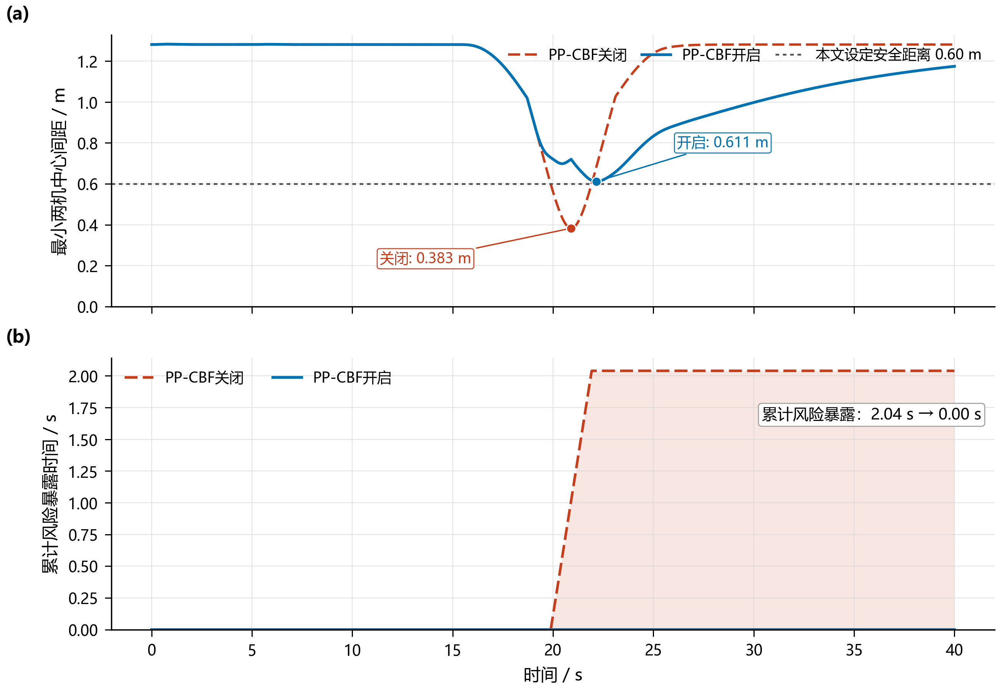 (a)
最小两机中心间距 / m
1.2
1.0
0.8
0.6
0.4
0.2
0.0
PP-CBF关闭
PP-CBF开启
本文设定安全距离 0.60 m
开启: 0.611 m
关闭: 0.383 m
(b)
累计风险暴露时间 / s
2.00
1.75
1.50
1.25
1.00
0.75
0.50
0.25
0.00
PP-CBF关闭
PP-CBF开启
累计风险暴露：2.04 s → 0.00 s
0
5
10
15
20
25
30
35
40
时间 / s